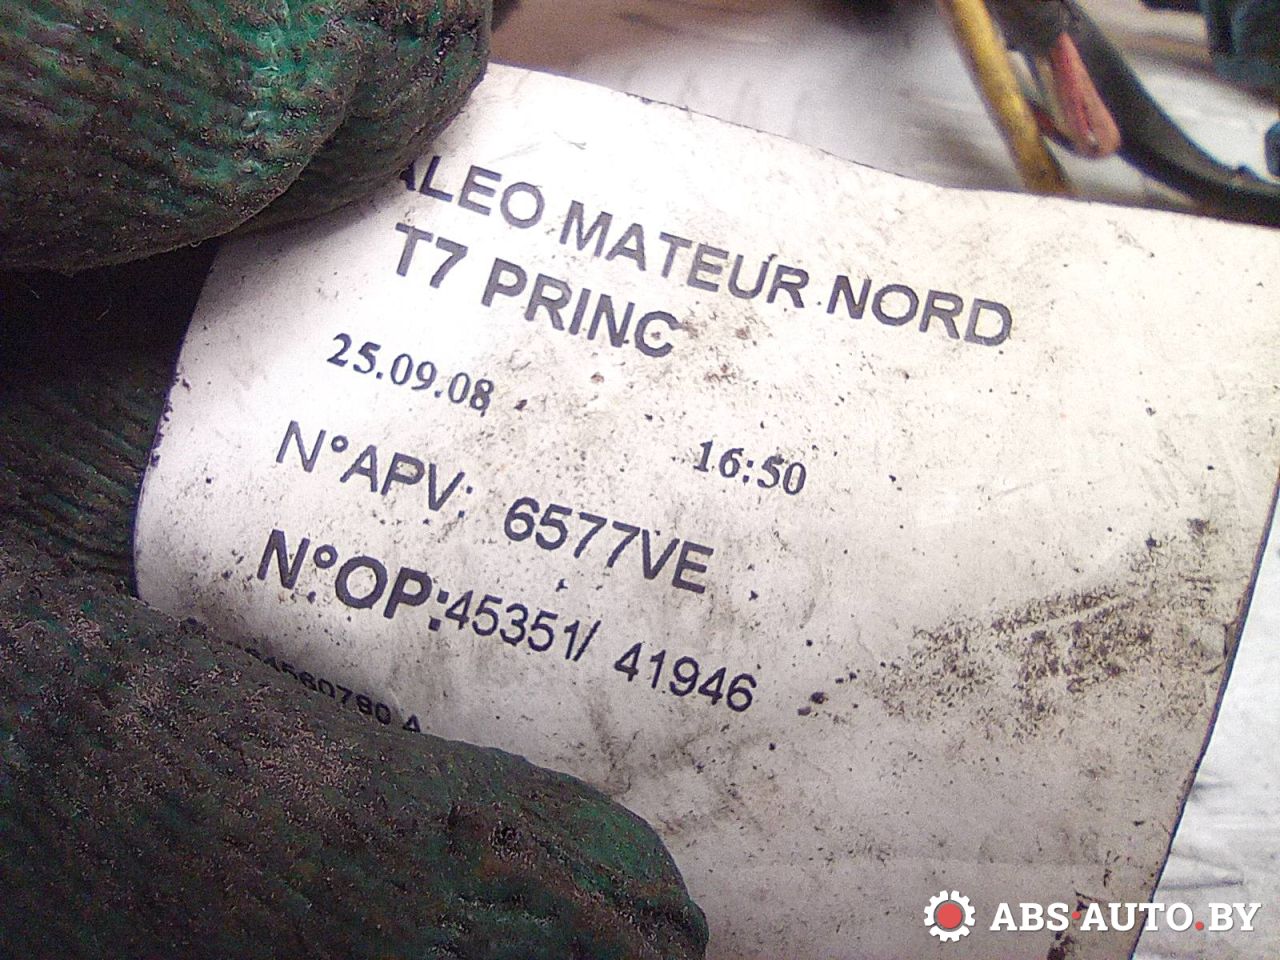 ALEO MATEUR NORD
T7 PRINC
25.09.08 16:50
N°APV: 6577VE
N°OP:45351/ 41946
ABS·AUTO.BY